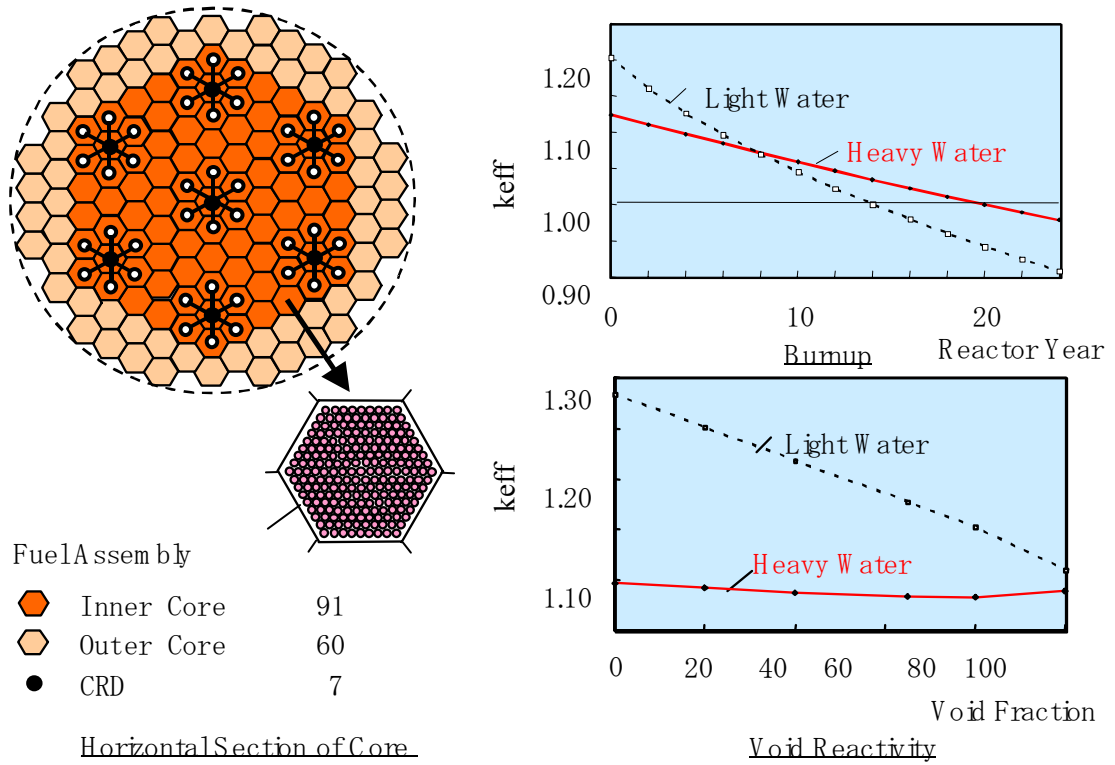 Fuel Assembly
Inner Core 91
Outer Core 60
CRD 7
Horizontal Section of Core
1.20
1.10
1.00
0.90
keff
Light Water
Heavy Water
0 10 20
Burnup Reactor Year
1.30
1.20
1.10
keff
Light Water
Heavy Water
0 20 40 60 80 100
Void Fraction
Void Reactivity